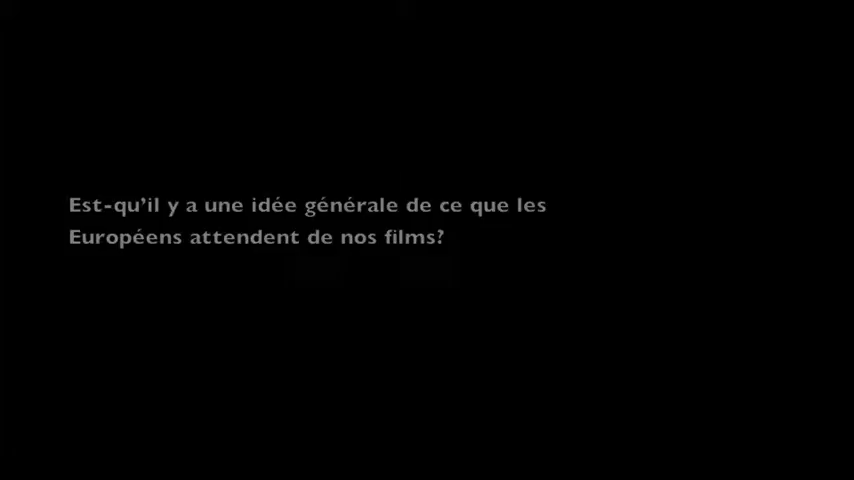 Est-qu’il y a une idée générale de ce que les
Européens attendent de nos films?